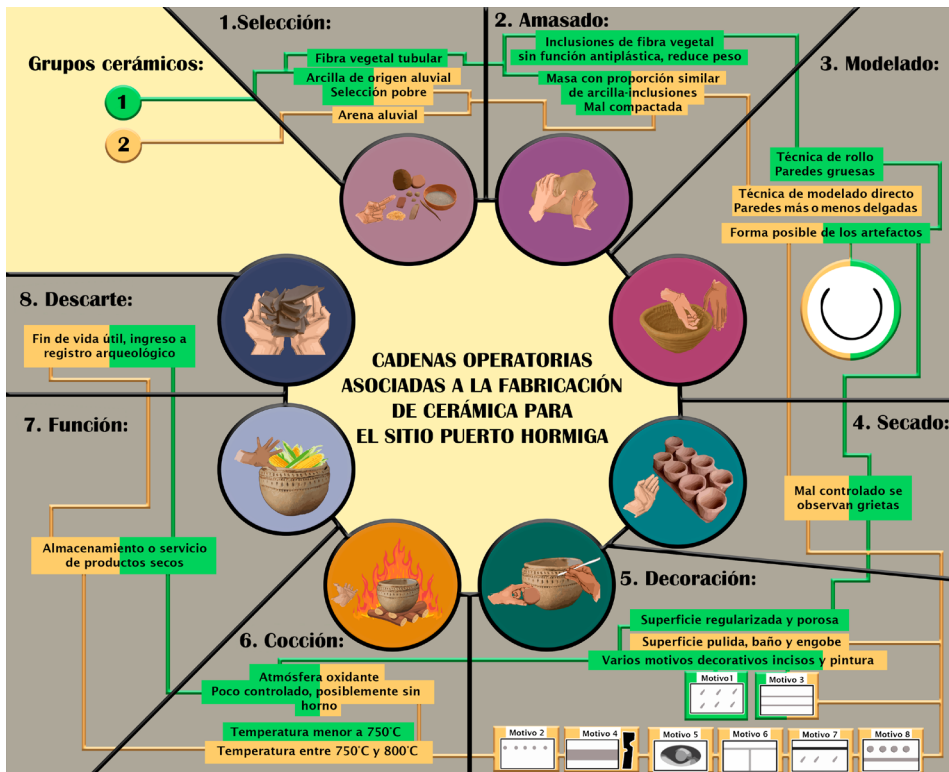 Grupos cerámicos:
1
2
1.Selección:
Fibra vegetal tubular
Arcilla de origen aluvial
Selección pobre
Arena aluvial
2. Amasado:
Inclusiones de fibra vegetal
sin función antiplástica, reduce peso
Masa con proporción similar
de arcilla-inclusiones
Mal compactada
3. Modelado:
Técnica de rollo
Paredes gruesas
Técnica de modelado directo
Paredes más o menos delgadas
Forma posible de los artefactos
CADENAS OPERATORIAS
ASOCIADAS A LA FABRICACIÓN
DE CERÁMICA PARA
EL SITIO PUERTO HORMIGA
4. Secado:
Mal controlado se
observan grietas
5. Decoración:
Superficie regularizada y porosa
Superficie pulida, baño y engobe
Varios motivos decorativos incisos y pintura
Motivo1
Motivo 3
Motivo 2
Motivo 4
Motivo 5
Motivo 6
Motivo 7
Motivo 8
6. Cocción:
Atmósfera oxidante
Poco controlado, posiblemente sin
horno
Temperatura menor a 750°C
Temperatura entre 750°C y 800°C
7. Función:
Almacenamiento o servicio
de productos secos
8. Descarte:
Fin de vida útil, ingreso a
registro arqueológico